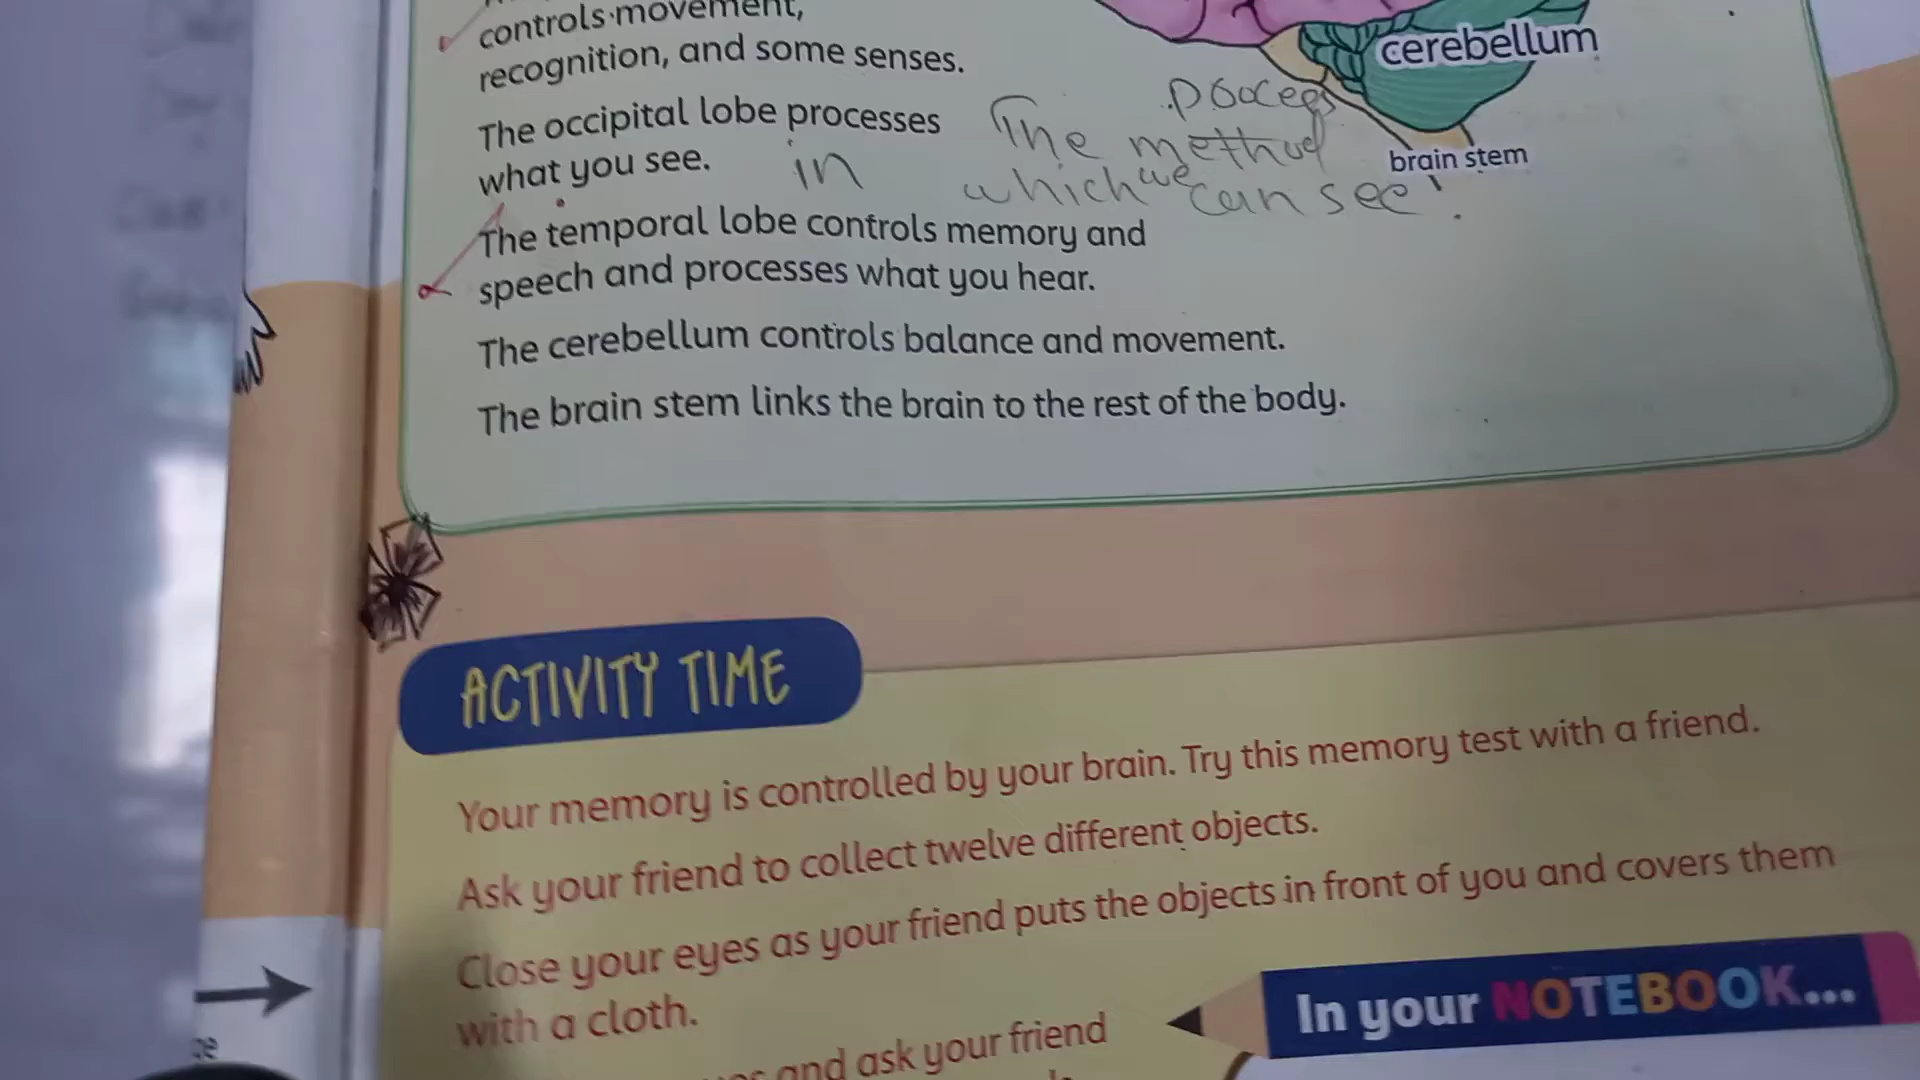 controls movement,
recognition, and some senses.
cerebellum
The occipital lobe processes
what you see.
in
process
The method
which we can see.
brain stem
The temporal lobe controls memory and
speech and processes what you hear.
The cerebellum controls balance and movement.
The brain stem links the brain to the rest of the body.
ACTIVITY TIME
Your memory is controlled by your brain. Try this memory test with a friend.
Ask your friend to collect twelve different objects.
Close your eyes as your friend puts the objects in front of you and covers them
with a cloth.
and ask your friend
In your NOTEBOOK...